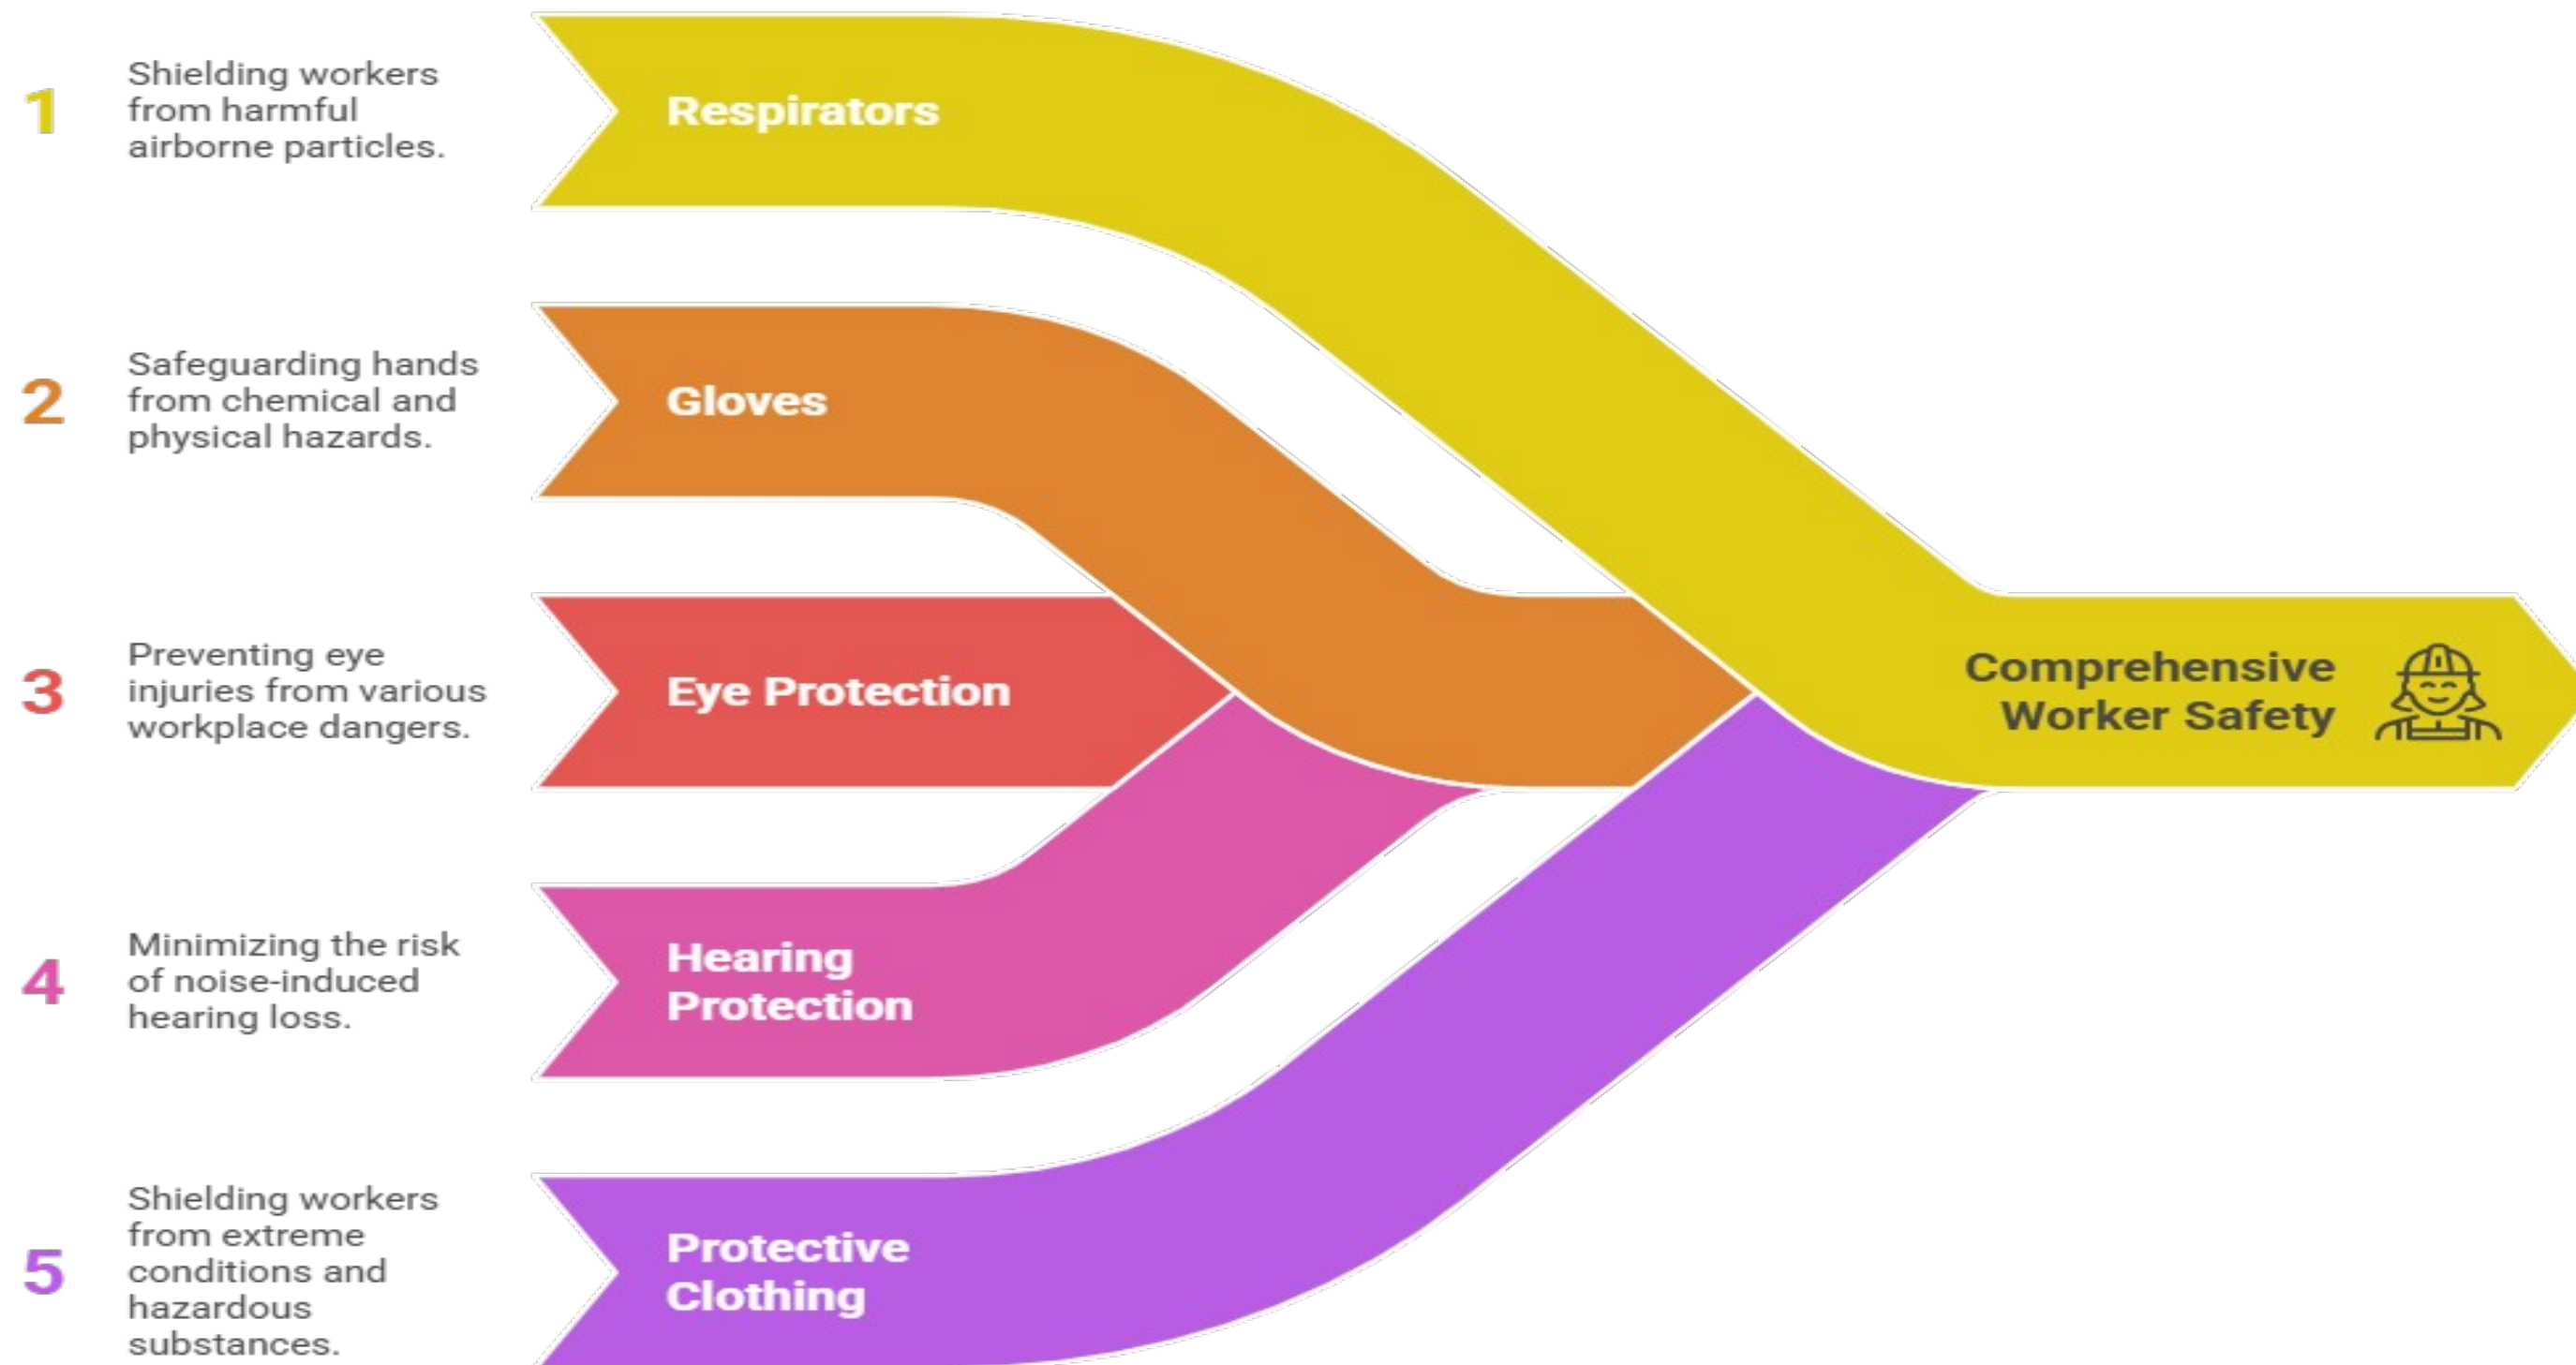 1
Shielding workers
from harmful
airborne particles.
Respirators
2
Safeguarding hands
from chemical and
physical hazards.
Gloves
3
Preventing eye
injuries from various
workplace dangers.
Eye Protection
Comprehensive
Worker Safety
4
Minimizing the risk
of noise-induced
hearing loss.
Hearing
Protection
5
Shielding workers
from extreme
conditions and
hazardous
substances.
Protective
Clothing